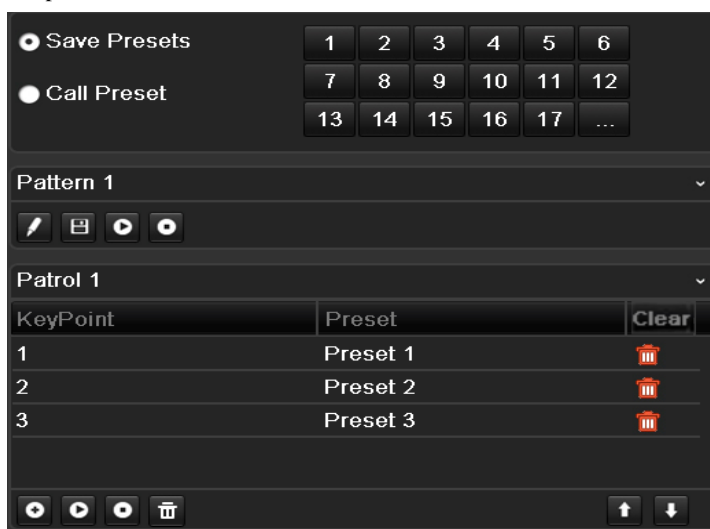 Save Presets
1 2 3 4 5 6
Call Preset
7 8 9 10 11 12
13 14 15 16 17 ...
Pattern 1
Patrol 1
KeyPoint Preset Clear
1 Preset 1
2 Preset 2
3 Preset 3